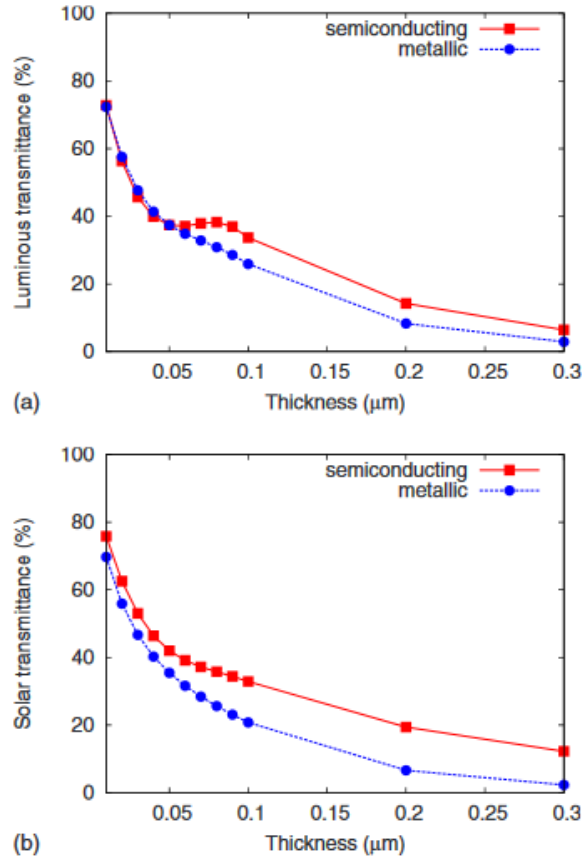 100
80
60
40
20
0
Luminous transmittance (%)
semiconducting
metallic
0.05
0.1
0.15
0.2
0.25
0.3
Thickness (μm)
(a)
100
80
60
40
20
0
Solar transmittance (%)
semiconducting
metallic
0.05
0.1
0.15
0.2
0.25
0.3
Thickness (μm)
(b)